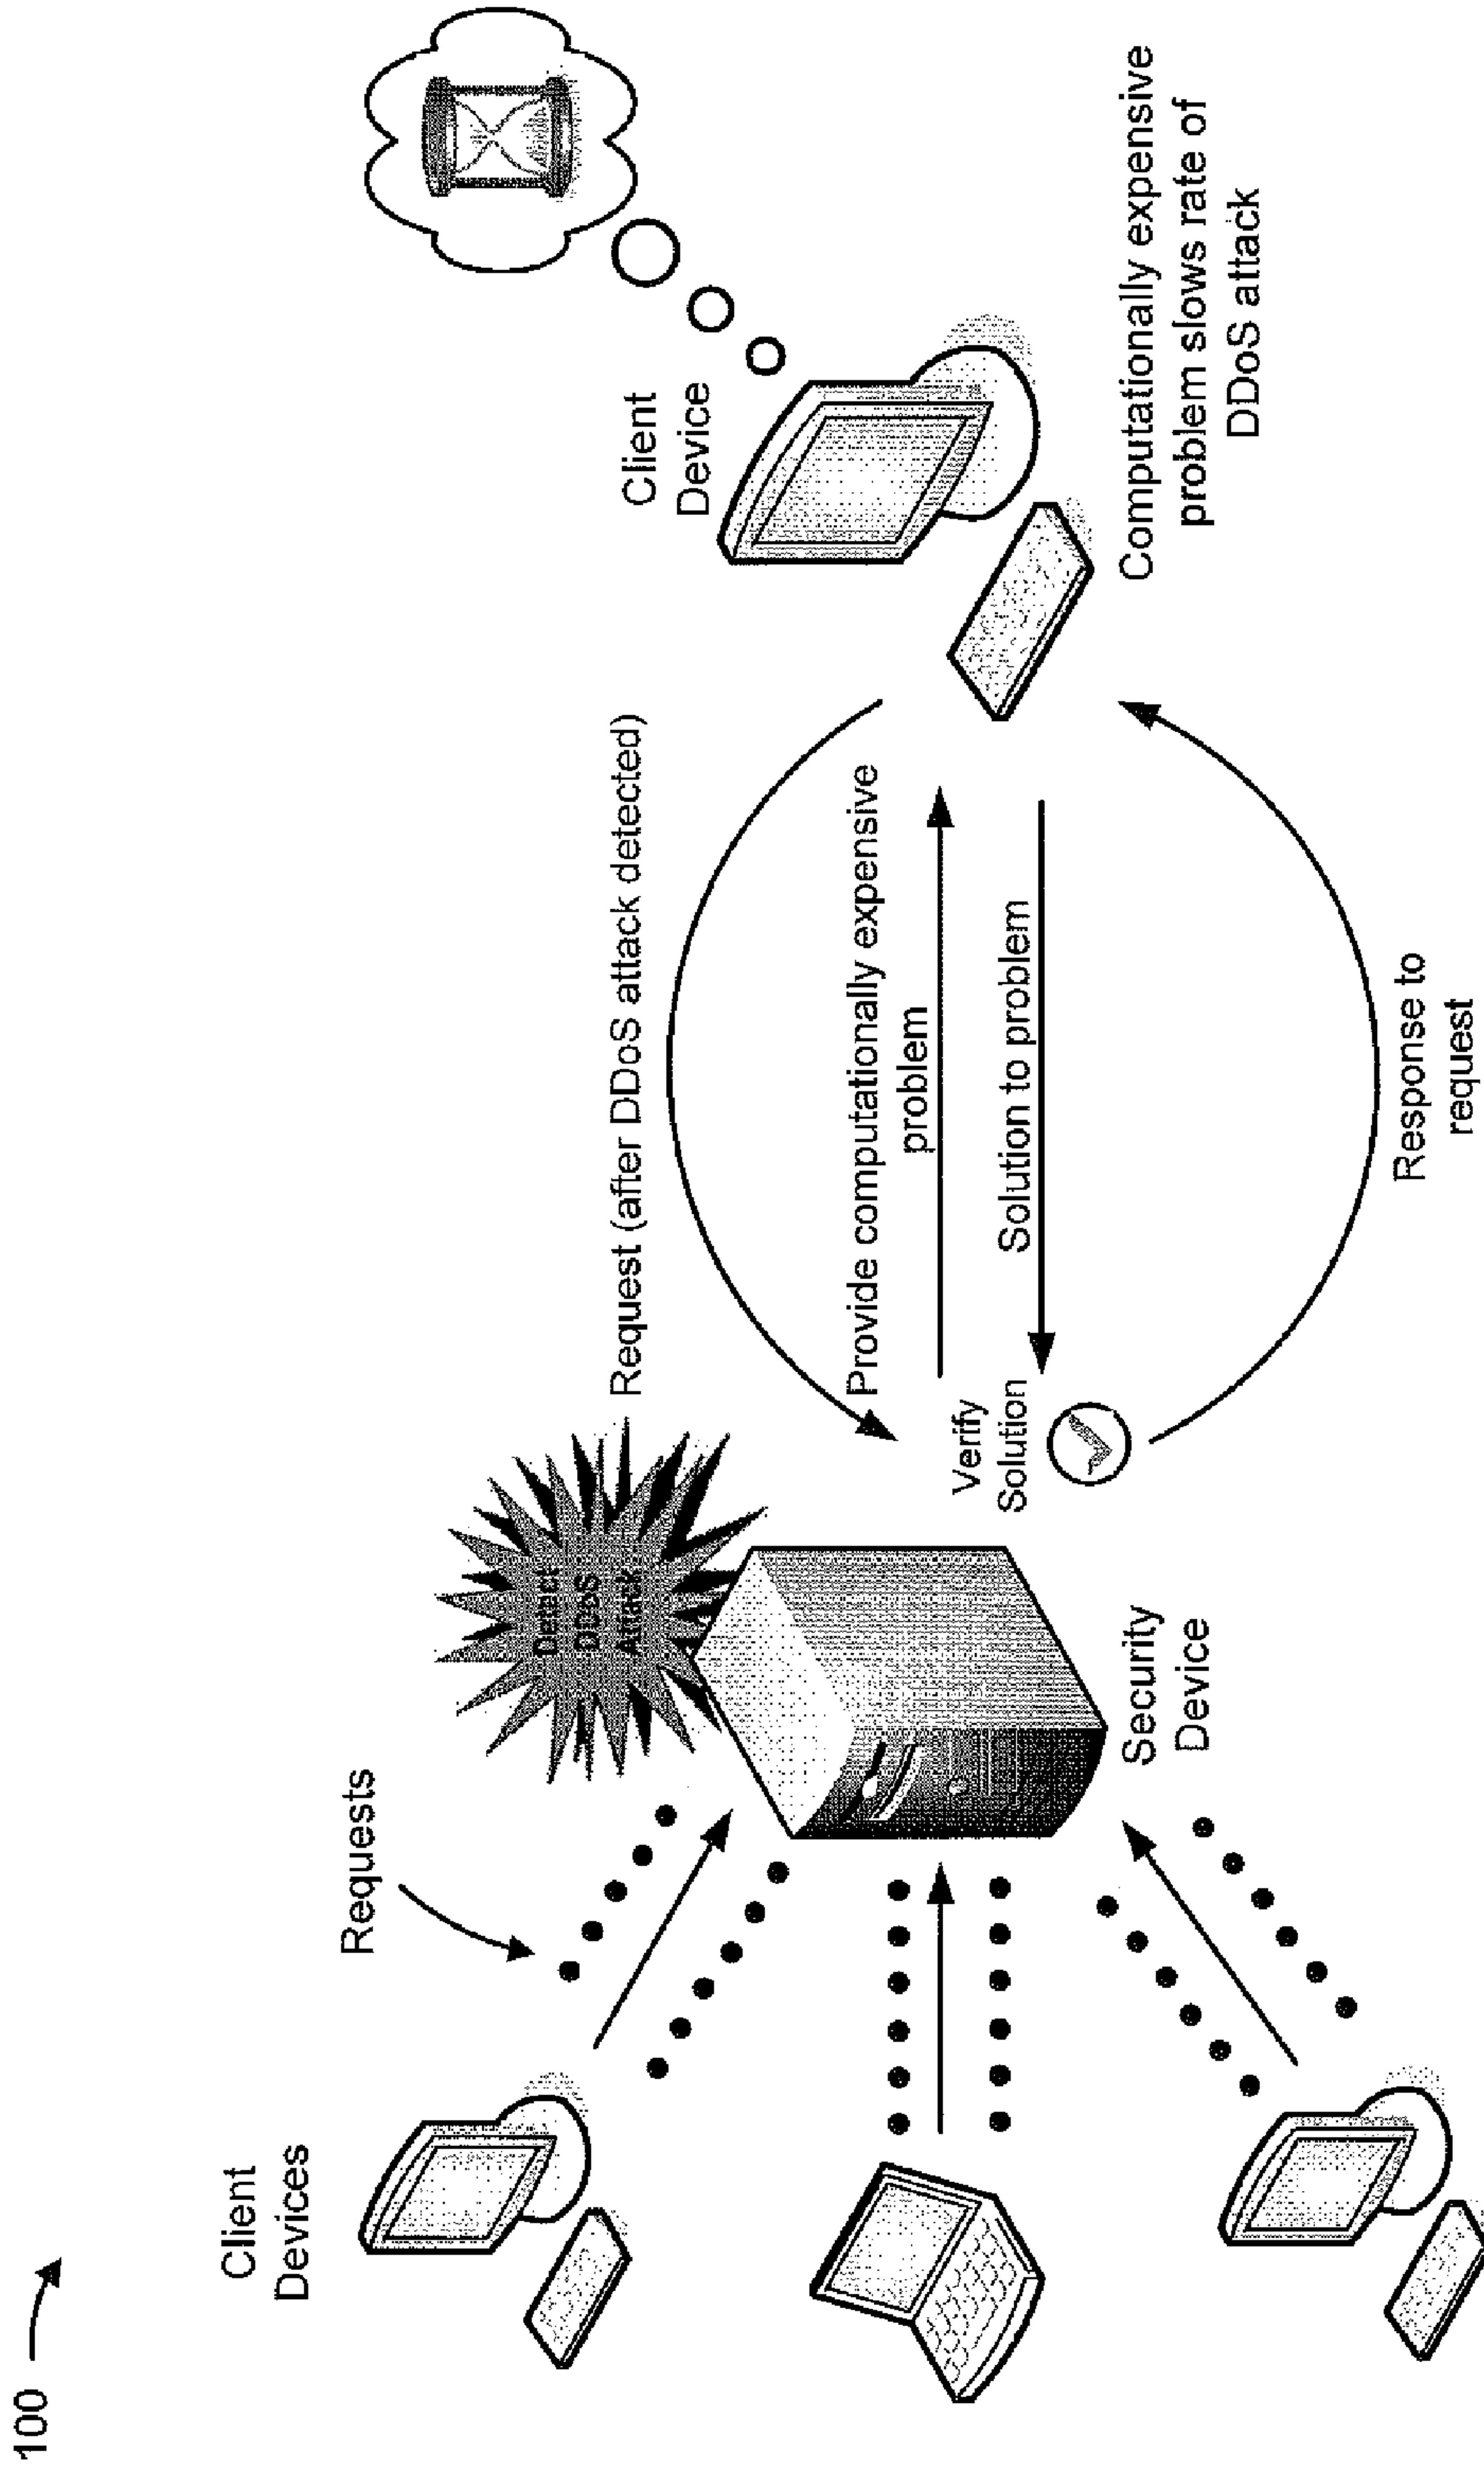 100
Client
Devices
Requests
Detect
DDoS
Attack
Security
Device
Request (after DDoS attack detected)
Provide computationally expensive
problem
Solution to problem
Verify
Solution
Response to
request
Client
Device
Computationally expensive
problem slows rate of
DDoS attack